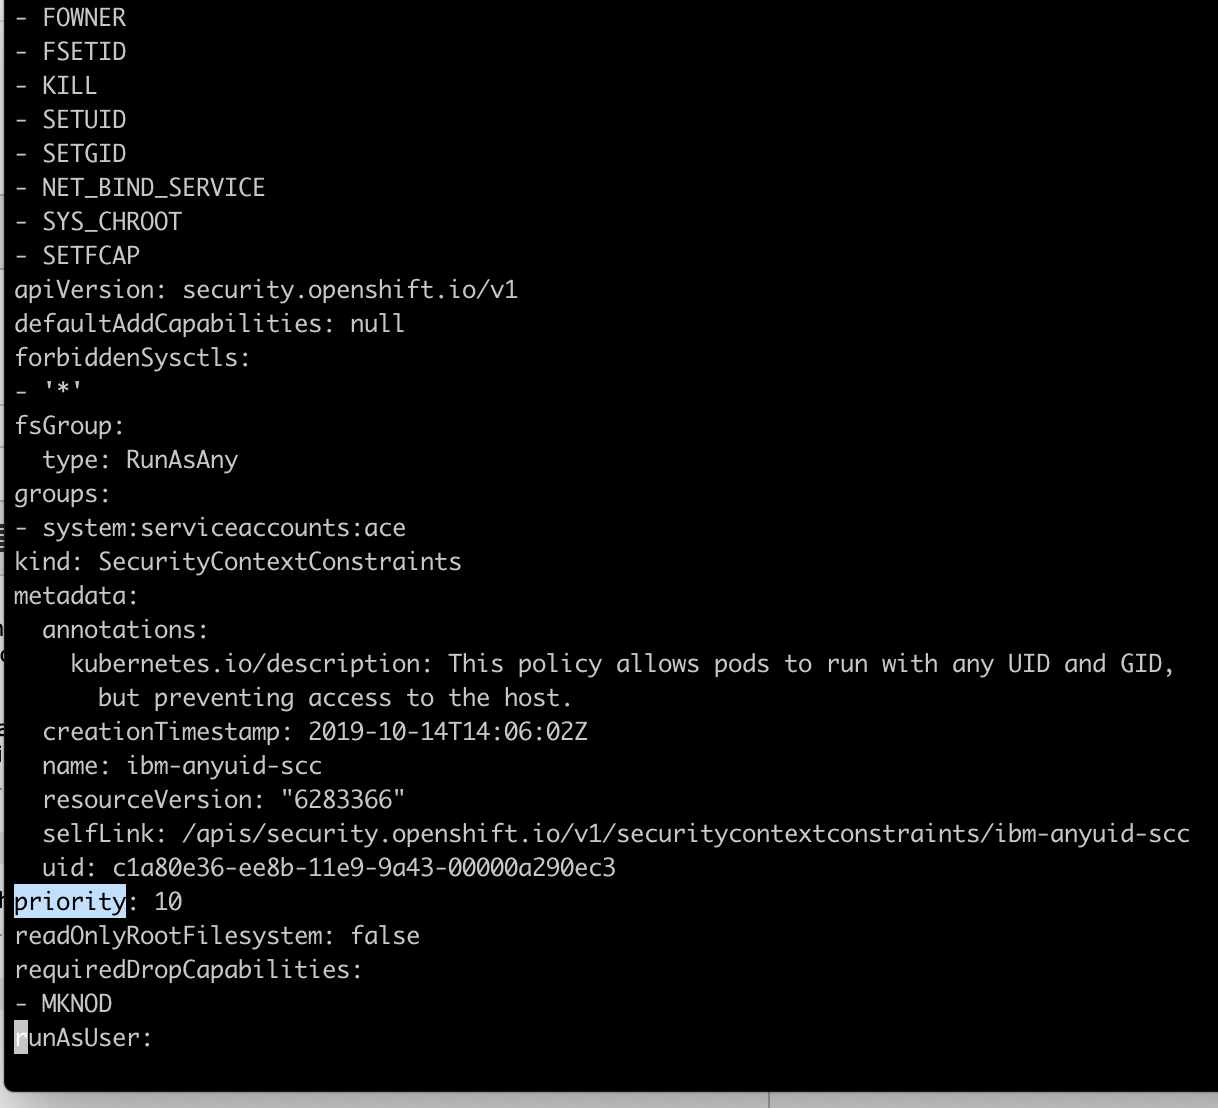 - FOWNER
- FSETID
- KILL
- SETUID
- SETGID
- NET_BIND_SERVICE
- SYS_CHROOT
- SETFCAP
apiVersion: security.openshift.io/v1
defaultAddCapabilities: null
forbiddenSysctls:
- '*'
fsGroup:
  type: RunAsAny
groups:
- system:serviceaccounts:ace
kind: SecurityContextConstraints
metadata:
  annotations:
    kubernetes.io/description: This policy allows pods to run with any UID and GID,
      but preventing access to the host.
  creationTimestamp: 2019-10-14T14:06:02Z
  name: ibm-anyuid-scc
  resourceVersion: "6283366"
  selfLink: /apis/security.openshift.io/v1/securitycontextconstraints/ibm-anyuid-scc
  uid: c1a80e36-ee8b-11e9-9a43-00000a290ec3
priority: 10
readOnlyRootFilesystem: false
requiredDropCapabilities:
- MKNOD
runAsUser: